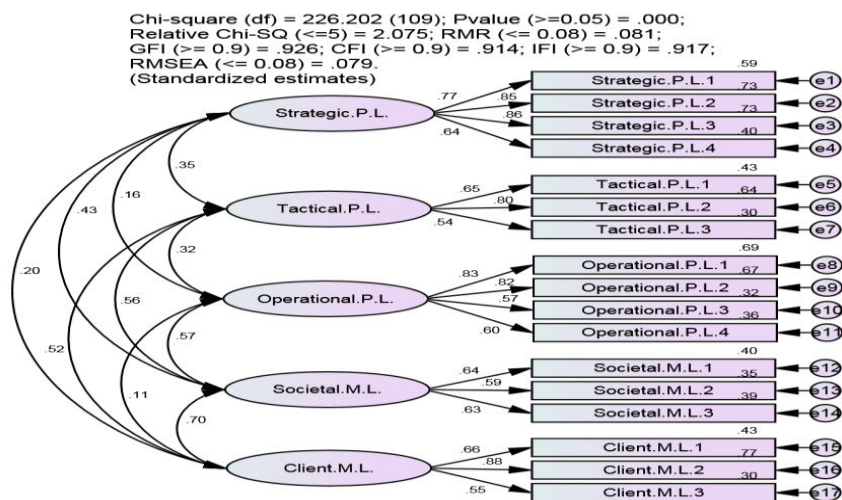 Chi-square (df) = 226.202 (109); Pvalue (>=0.05) = .000;
Relative Chi-SQ (<=5) = 2.075; RMR (<= 0.08) = .081;
GFI (>= 0.9) = .926; CFI (>= 0.9) = .914; IFI (>= 0.9) = .917;
RMSEA (<= 0.08) = .079.
(Standardized estimates)
.59
.77 Strategic.P.L.1 e1
.73
.85 Strategic.P.L.2 e2
Strategic.P.L. .73
.86 Strategic.P.L.3 e3
.40
.64 Strategic.P.L.4 e4
.35
.43
.65 Tactical.P.L.1 e5
.64
.16
Tactical.P.L. .80 Tactical.P.L.2 e6
.43
.30
.54 Tactical.P.L.3 e7
.32
.69
.83 Operational.P.L.1 e8
.67
.20
.82 Operational.P.L.2 e9
Operational.P.L. .32
.56
.57 Operational.P.L.3 e10
.36
.60 Operational.P.L.4 e11
.57
.52
.40
.64 Societal.M.L.1 e12
.35
Societal.M.L. .59 Societal.M.L.2 e13
.39
.11
.63 Societal.M.L.3 e14
.70
.43
.66 Client.M.L.1 e15
.77
Client.M.L. .88 Client.M.L.2 e16
.30
.55 Client.M.L.3 e17